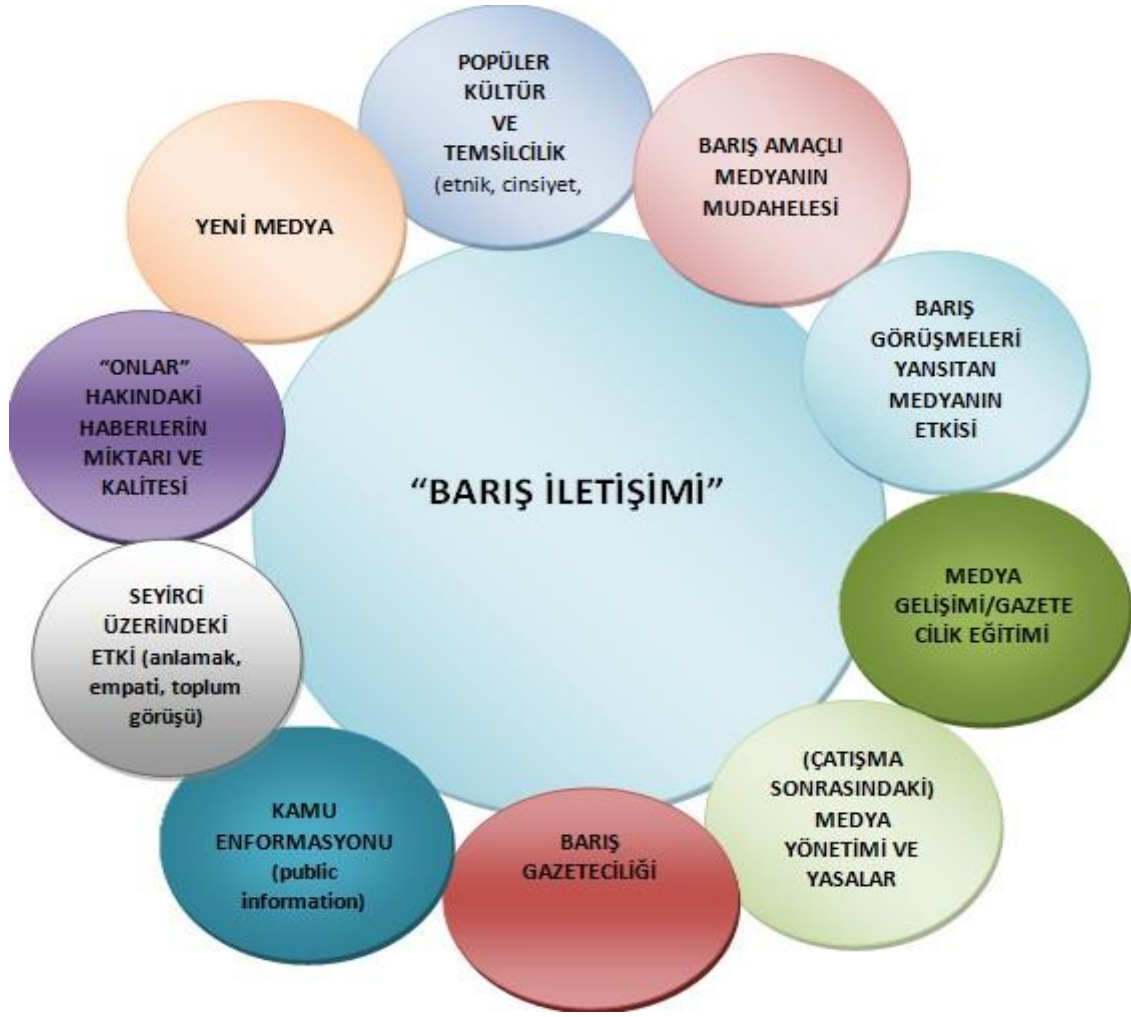 POPÜLER
KÜLTÜR
VE
TEMSİLCİLİK
(etnik, cinsiyet,
BARIŞ AMAÇLI
MEDYANIN
MUDAHELESİ
BARIŞ
GÖRÜŞMELERİ
YANSITAN
MEDYANIN
ETKİSİ
MEDYA
GELİŞİMİ/GAZETE
CİLİK EĞİTİMİ
(ÇATIŞMA
SONRASINDAKİ)
MEDYA
YÖNETİMİ VE
YASALAR
BARIŞ
GAZETECİLİĞİ
KAMU
ENFORMASYONU
(public
information)
SEYİRCİ
ÜZERİNDEKİ
ETKİ (anlamak,
empati, toplum
görüşü)
“ONLAR”
HAKINDAKİ
HABERLERİN
MİKTARI VE
KALİTESİ
YENİ MEDYA
“BARIŞ İLETİŞİMİ”